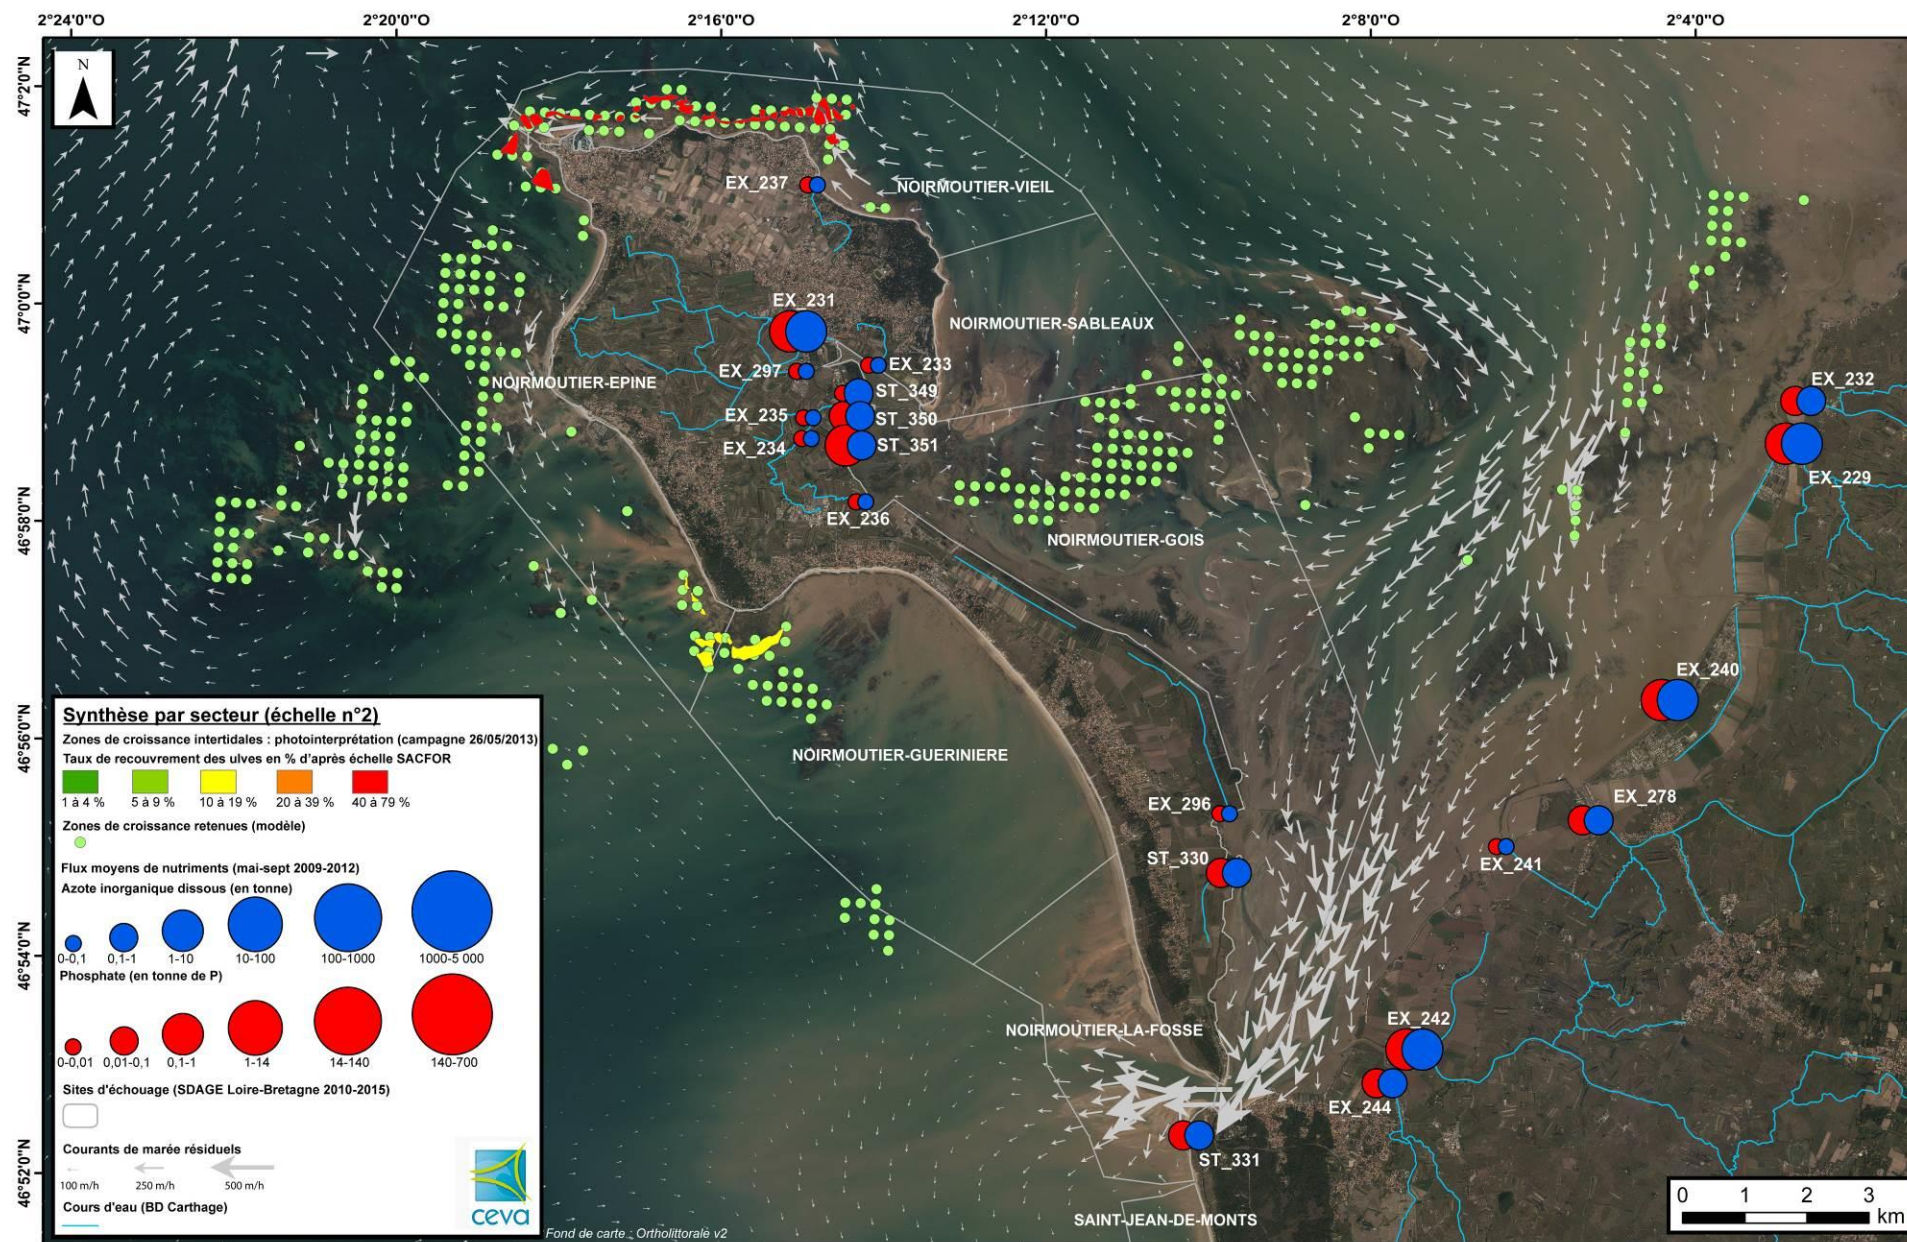 2°24'0"O
2°20'0"O
2°16'0"O
2°12'0"O
2°8'0"O
2°4'0"O
47°2'0"N
47°0'0"N
46°58'0"N
46°56'0"N
46°54'0"N
46°52'0"N
N
EX_237
NOIRMOUTIER-VIEIL
EX_231
NOIRMOUTIER-SABLEAUX
EX_297
EX_233
NOIRMOUTIER-EPINE
ST_349
EX_232
EX_235
ST_350
EX_234
ST_351
EX_229
EX_236
NOIRMOUTIER-GOIS
EX_240
NOIRMOUTIER-GUERINIERE
EX_296
EX_278
ST_330
EX_241
NOIRMOUTIER-LA-FOSSE
EX_242
EX_244
ST_331
SAINT-JEAN-DE-MONTS
Synthèse par secteur (échelle n°2)
Zones de croissance intertidales : photointerprétation (campagne 26/05/2013)
Taux de recouvrement des ulves en % d'après échelle SACFOR
1 à 4 % 5 à 9 % 10 à 19 % 20 à 39 % 40 à 79 %
Zones de croissance retenues (modèle)
Flux moyens de nutriments (mai-sept 2009-2012)
Azote inorganique dissous (en tonne)
0-0,1 0,1-1 1-10 10-100 100-1000 1000-5 000
Phosphate (en tonne de P)
0-0,01 0,01-0,1 0,1-1 1-14 14-140 140-700
Sites d'échouage (SDAGE Loire-Bretagne 2010-2015)
Courants de marée résiduels
100 m/h 250 m/h 500 m/h
Cours d'eau (BD Carthage)
ceva
Fond de carte : Ortholittorale v2
0 1 2 3
km